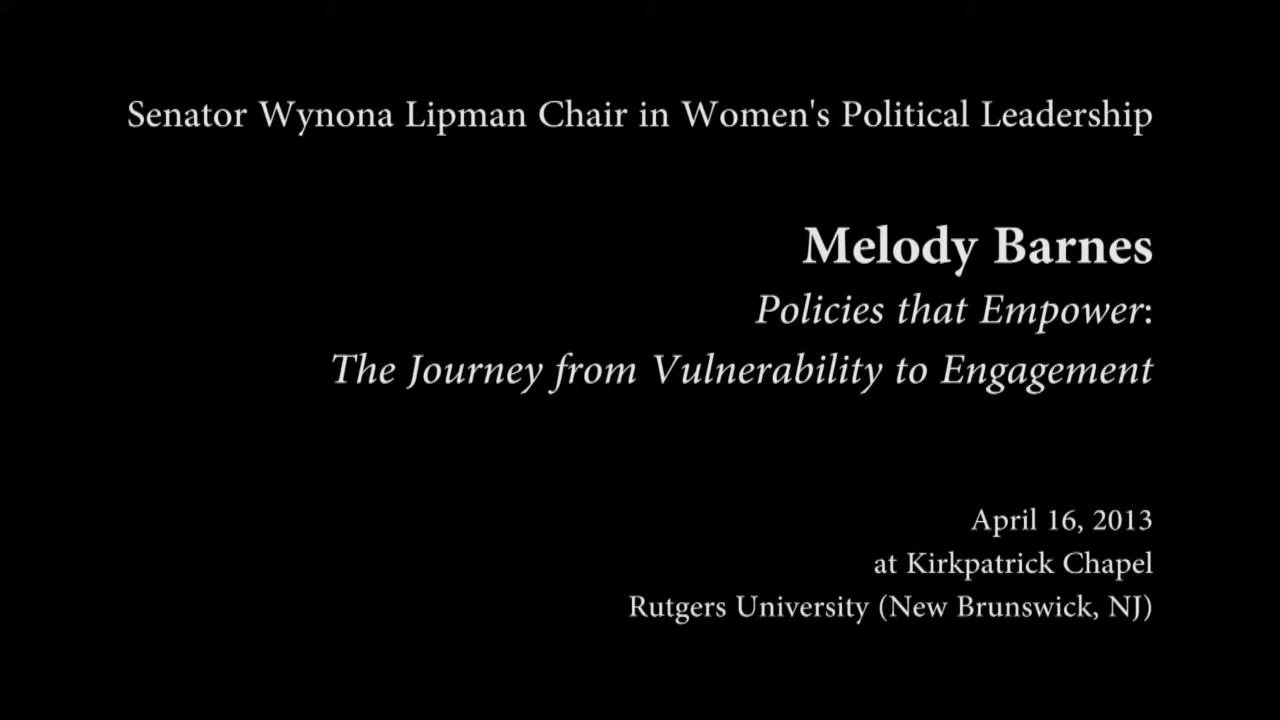 Senator Wynona Lipman Chair in Women's Political Leadership
Melody Barnes
Policies that Empower:
The Journey from Vulnerability to Engagement
April 16, 2013
at Kirkpatrick Chapel
Rutgers University (New Brunswick, NJ)